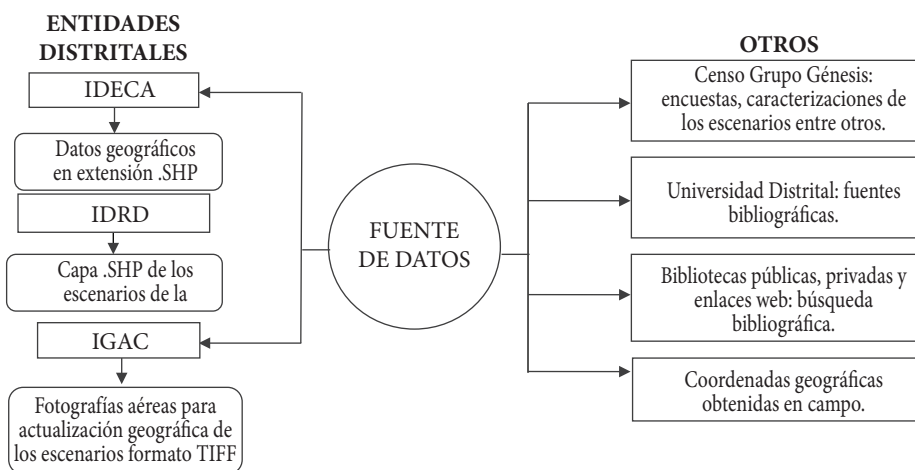 ENTIDADES
DISTRITALES
IDECA
Datos geográficos
en extensión .SHP
IDRD
Capa .SHP de los
escenarios de la
IGAC
Fotografías aéreas para
actualización geográfica de
los escenarios formato TIFF
FUENTE
DE DATOS
OTROS
Censo Grupo Génesis:
encuestas, caracterizaciones de
los escenarios entre otros.
Universidad Distrital: fuentes
bibliográficas.
Bibliotecas públicas, privadas y
enlaces web: búsqueda
bibliográfica.
Coordenadas geográficas
obtenidas en campo.